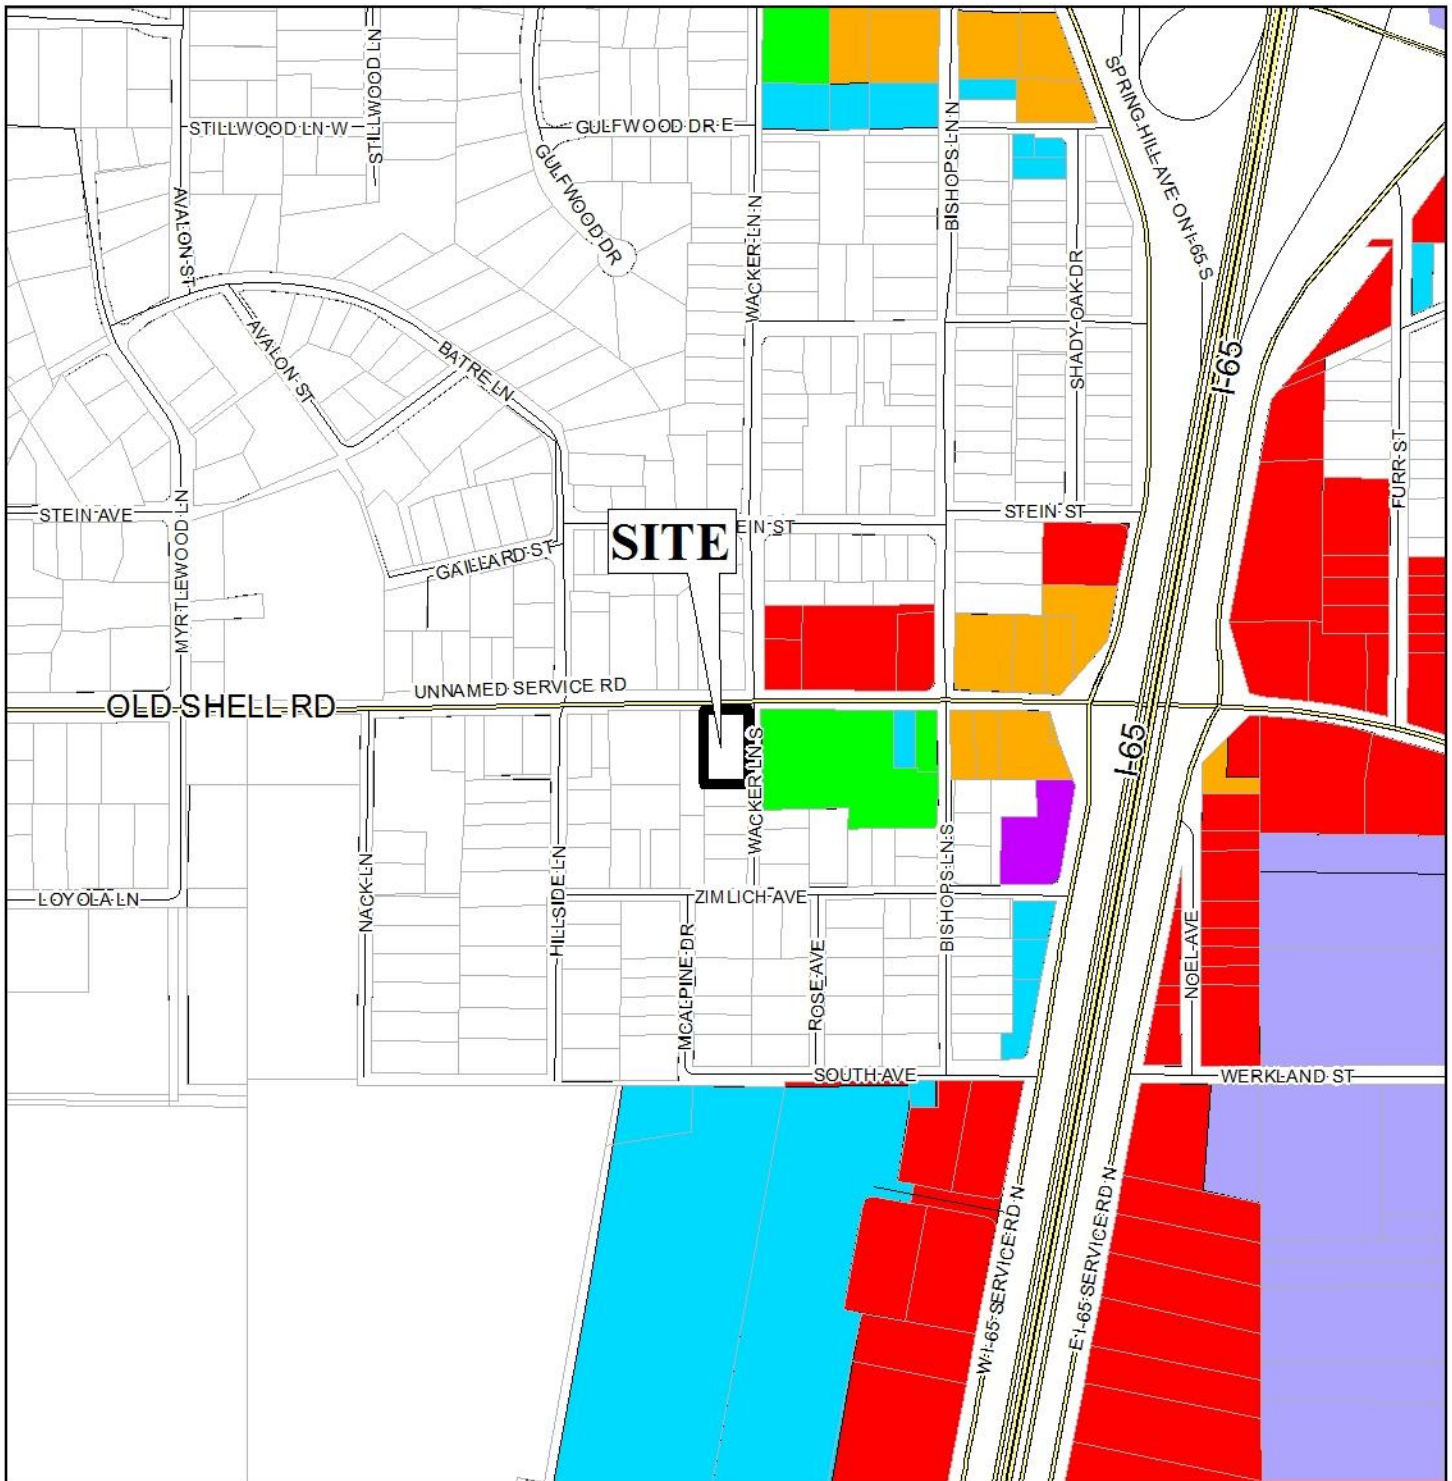 STILLWOOD LN
SPRING HILL AVE ON I-65 S
STILLWOOD LN W
GULFWOOD DR E
BISHOPS LN N
GULFWOOD DR
AVALON ST
WACKER LN N
SHADY OAK DR
AVALON ST
BATRE LN
I-65
FURR ST
STEIN AVE
MYRTLEWOOD LN
STEIN ST
EIN ST
SITE
GAILLARD ST
UNNAMED SERVICE RD
OLD SHELL RD
I-65
WACKER LN S
NACK LN
HILLSIDE LN
BISHOPS LN S
LOYOLA LN
ZIMLICH AVE
MCALPINE DR
ROSE AVE
NOEL AVE
SOUTH AVE
WERKLAND ST
W I-65 SERVICE RD N
E I-65 SERVICE RD N